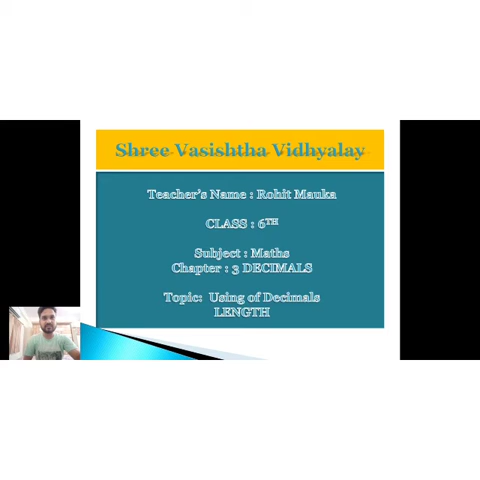 Shree Vasishtha Vidhyalay
Teacher's Name : Rohit Mauka
CLASS : 6TH
Subject : Maths
Chapter : 3 DECIMALS
Topic: Using of Decimals
LENGTH